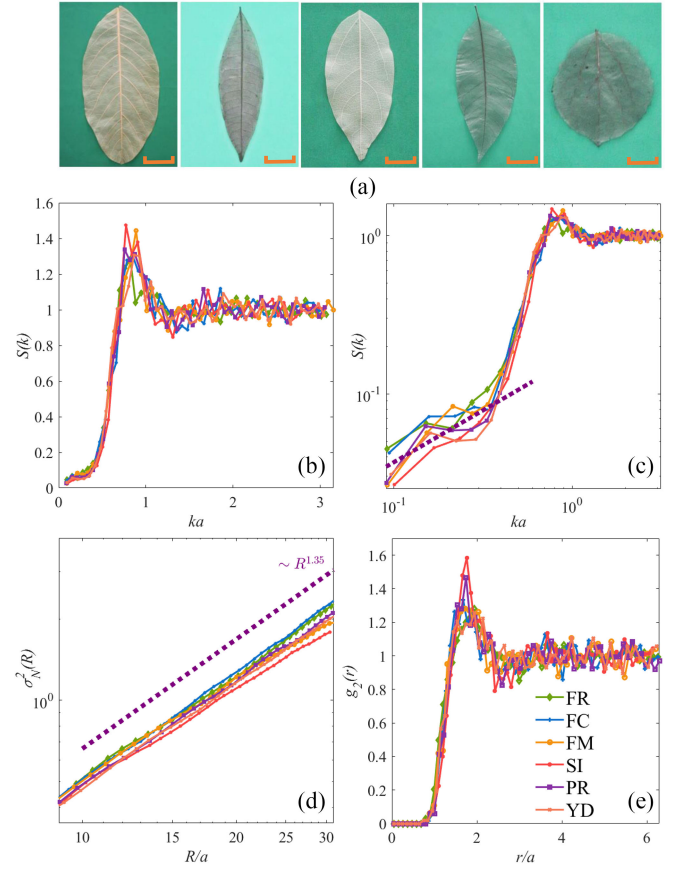 (a)
1.6
1.4
1.2
1
0.8
0.6
0.4
0.2
0
S(k)
0
1
2
3
ka
(b)
10^0
10^-1
S(k)
10^-1
10^0
ka
(c)
~ R^1.35
10^0
σ_N^2(R)
10
15
20
25
30
R/a
(d)
1.6
1.4
1.2
1
0.8
0.6
0.4
0.2
0
g_2(r)
0
2
4
6
r/a
FR
FC
FM
SI
PR
YD
(e)